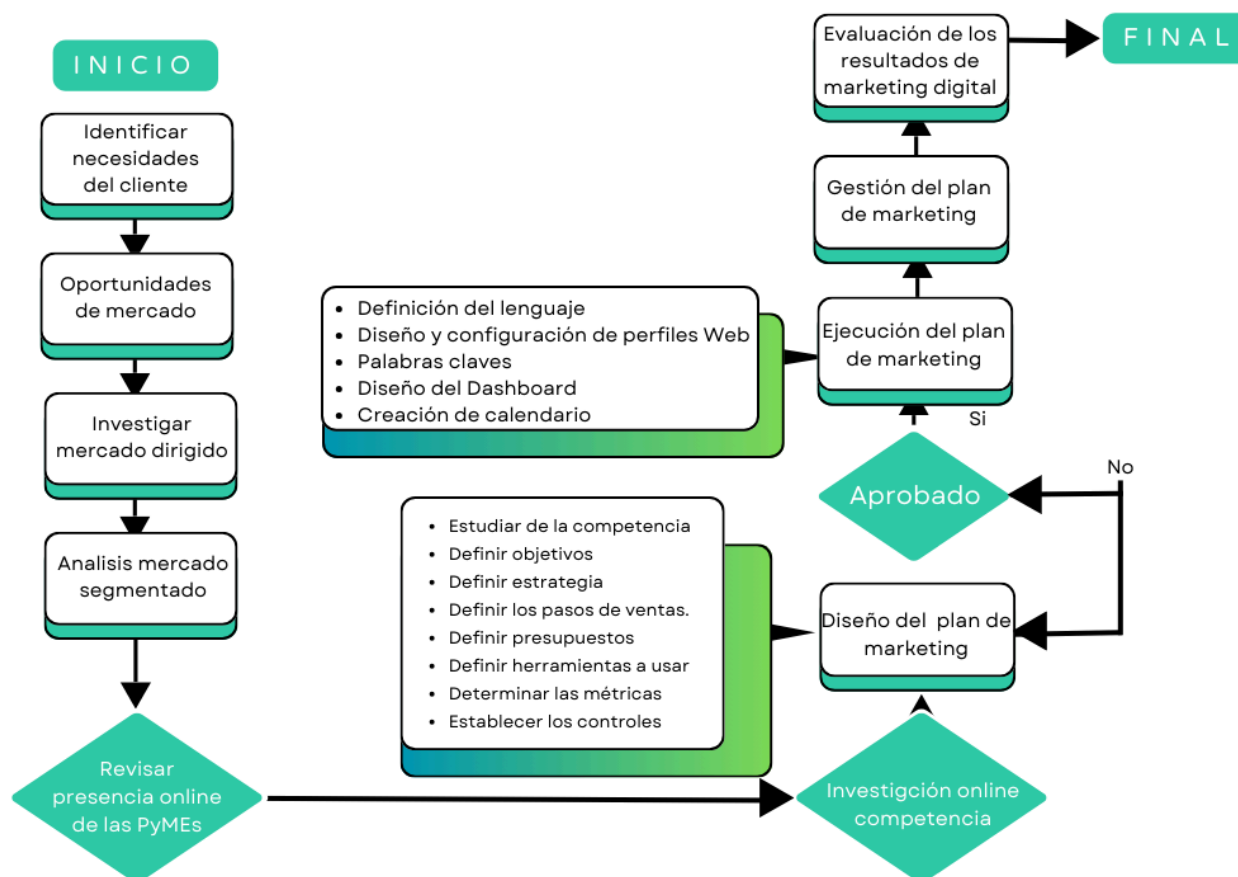 INICIO
Identificar
necesidades
del cliente
Oportunidades
de mercado
Investigar
mercado dirigido
Analisis mercado
segmentado
Revisar
presencia online
de las PyMEs
Investigción online
competencia
Diseño del plan de
marketing
• Estudiar de la competencia
• Definir objetivos
• Definir estrategia
• Definir los pasos de ventas.
• Definir presupuestos
• Definir herramientas a usar
• Determinar las métricas
• Establecer los controles
Aprobado
No
Si
Ejecución del plan
de marketing
• Definición del lenguaje
• Diseño y configuración de perfiles Web
• Palabras claves
• Diseño del Dashboard
• Creación de calendario
Gestión del plan
de marketing
Evaluación de los
resultados de
marketing digital
FINAL